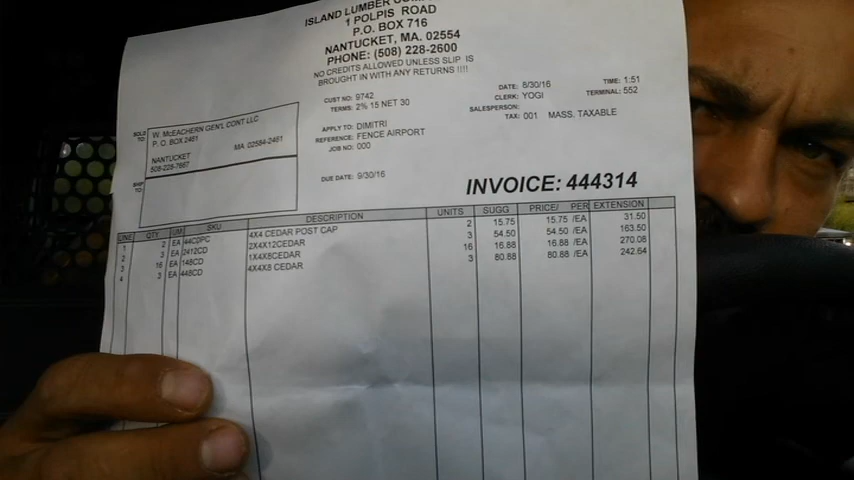 ISLAND LUMBER
1 POLPIS ROAD
P.O. BOX 716
NANTUCKET, MA. 02554
PHONE: (508) 228-2600
NO CREDITS ALLOWED UNLESS SLIP IS
BROUGHT IN WITH ANY RETURNS !!!!
CUST NO: 9742
TERMS: 2% 15 NET 30
DATE: 8/30/16 TIME: 1:51
CLERK: YOGI TERMINAL: 552
SALESPERSON:
TAX: 001 MASS. TAXABLE
SOLD TO:
W. McEACHERN GEN'L CONT LLC
P. O. BOX 2461
NANTUCKET MA 02584-2461
508-228-7667
SHIP TO:
APPLY TO: DIMITRI
REFERENCE: FENCE AIRPORT
JOB NO: 000
DUE DATE: 9/30/16
INVOICE: 444314
LINE QTY UM SKU DESCRIPTION UNITS SUGG PRICE/ PER EXTENSION
1 2 EA 44C0PC 4X4 CEDAR POST CAP 2 15.75 15.75 /EA 31.50
2 3 EA 2412CD 2X4X12CEDAR 3 54.50 54.50 /EA 163.50
3 16 EA 148CD 1X4X8CEDAR 16 16.88 16.88 /EA 270.08
4 3 EA 448CD 4X4X8 CEDAR 3 80.88 80.88 /EA 242.64